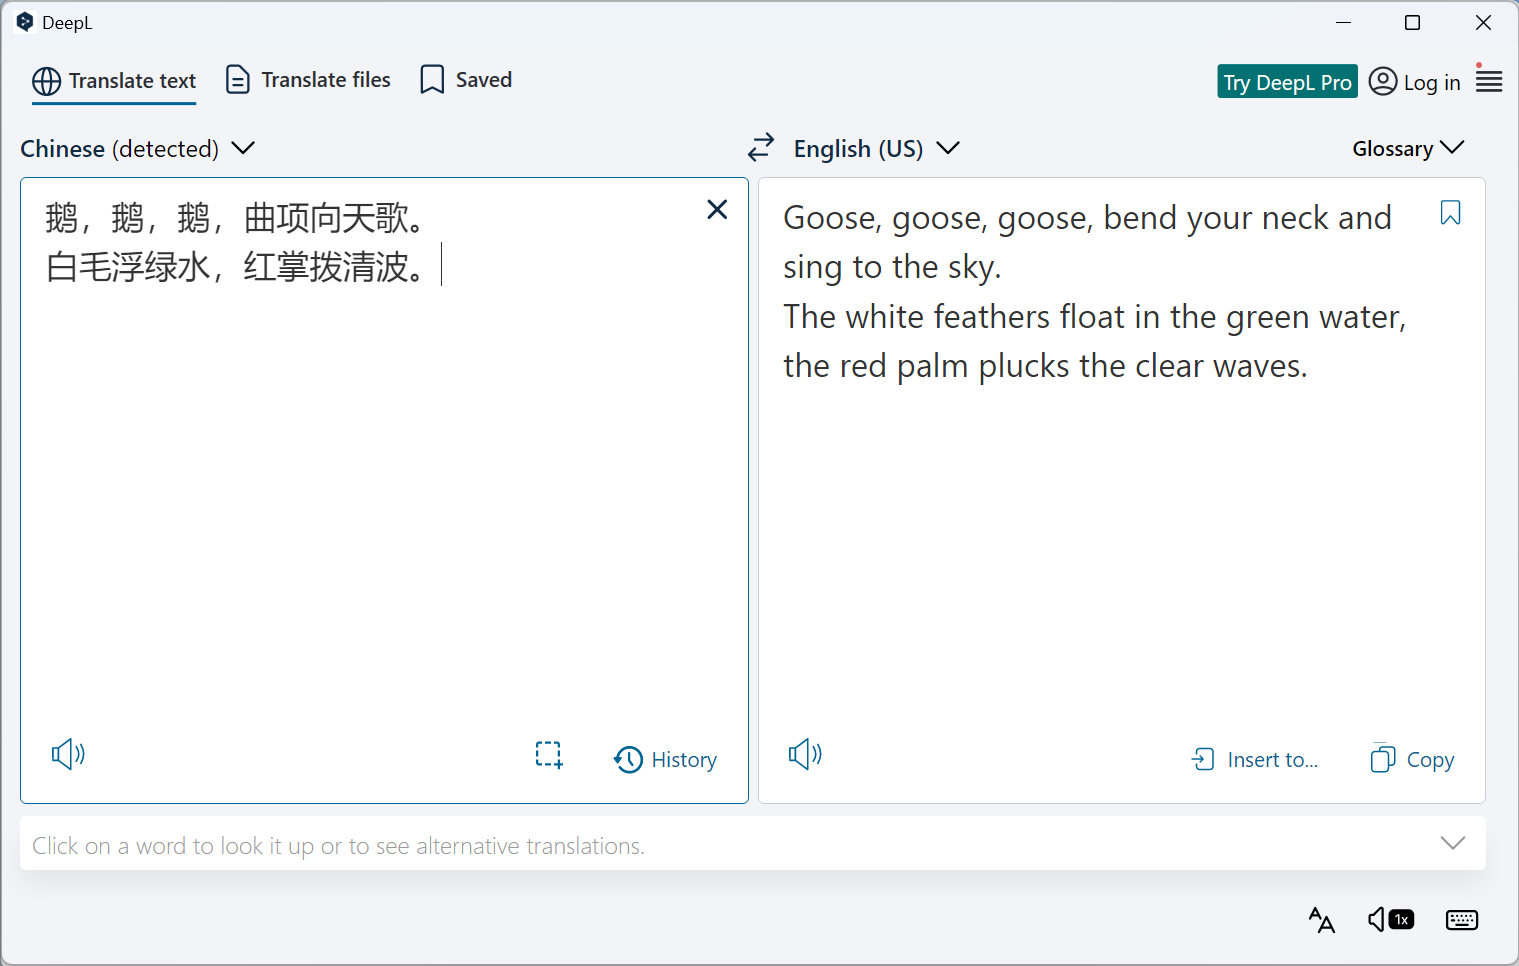 DeepL
Translate text
Translate files
Saved
Try DeepL Pro
Log in
Chinese (detected)
English (US)
Glossary
鹅，鹅，鹅，曲项向天歌。
白毛浮绿水，红掌拨清波。
Goose, goose, goose, bend your neck and
sing to the sky.
The white feathers float in the green water,
the red palm plucks the clear waves.
History
Insert to...
Copy
Click on a word to look it up or to see alternative translations.
1x